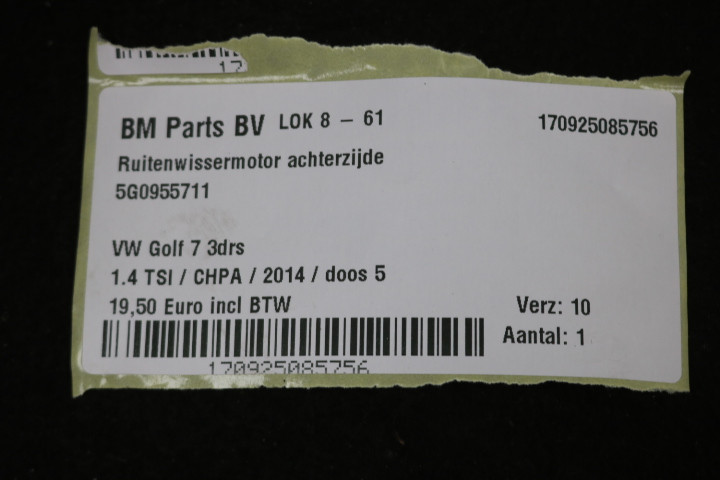 17
BM Parts BV LOK 8 – 61 170925085756
Ruitenwissermotor achterzijde
5G0955711
VW Golf 7 3drs
1.4 TSI / CHPA / 2014 / doos 5
19,50 Euro incl BTW Verz: 10
Aantal: 1
170925085756